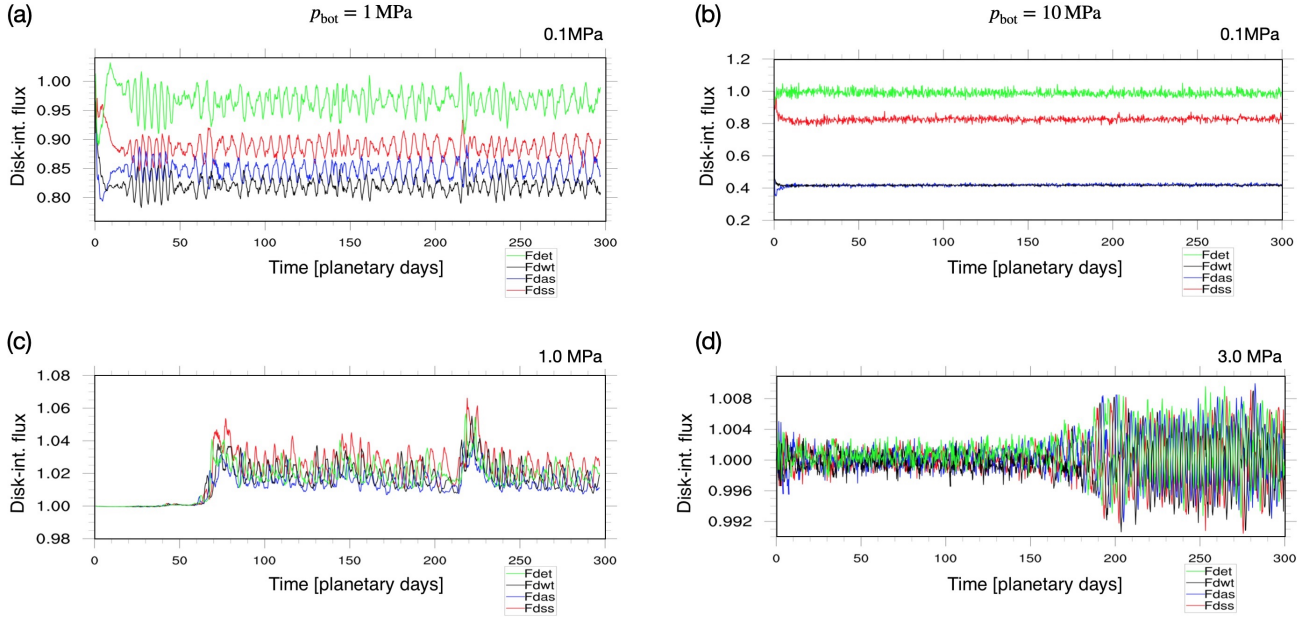 (a)
p_bot = 1 MPa
0.1MPa
Disk-int. flux
1.00
0.95
0.90
0.85
0.80
0 50 100 150 200 250 300
Time [planetary days]
Fdet
Fdwt
Fdas
Fdss
(b)
p_bot = 10 MPa
0.1MPa
Disk-int. flux
1.2
1.0
0.8
0.6
0.4
0.2
0 50 100 150 200 250 300
Time [planetary days]
Fdet
Fdwt
Fdas
Fdss
(c)
1.0 MPa
Disk-int. flux
1.08
1.06
1.04
1.02
1.00
0.98
0 50 100 150 200 250 300
Time [planetary days]
Fdet
Fdwt
Fdas
Fdss
(d)
3.0 MPa
Disk-int. flux
1.008
1.004
1.000
0.996
0.992
0 50 100 150 200 250 300
Time [planetary days]
Fdet
Fdwt
Fdas
Fdss